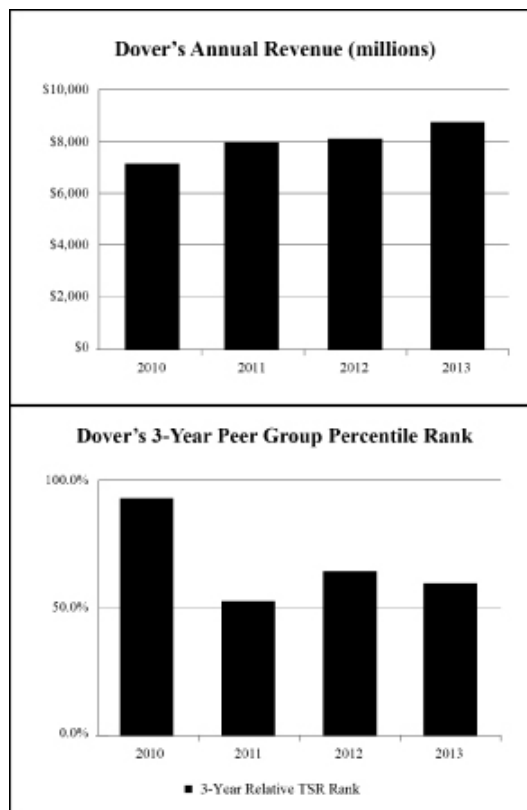 Dover's Annual Revenue (millions)
$10,000
$8,000
$6,000
$4,000
$2,000
$0
2010 2011 2012 2013
Dover's 3-Year Peer Group Percentile Rank
100.0%
50.0%
0.0%
2010 2011 2012 2013
3-Year Relative TSR Rank